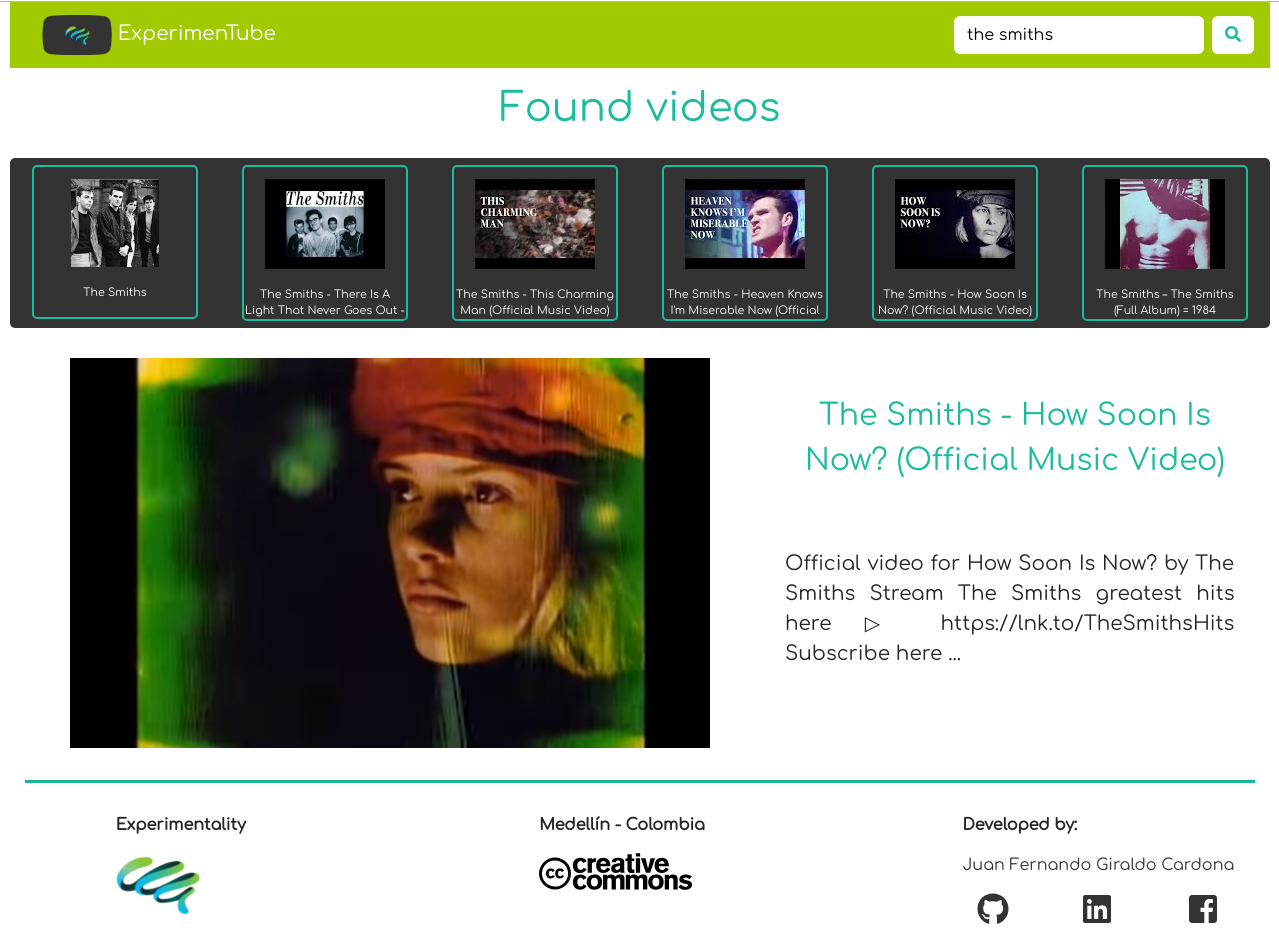 ExperimenTube
the smiths
Found videos
The Smiths
The Smiths
The Smiths - There Is A
Light That Never Goes Out -
THIS
CHARMING
MAN
The Smiths - This Charming
Man (Official Music Video)
HEAVEN
KNOWS I'M
MISERABLE
NOW
The Smiths - Heaven Knows
I'm Miserable Now (Official
HOW
SOON IS
NOW?
The Smiths - How Soon Is
Now? (Official Music Video)
The Smiths – The Smiths
(Full Album) = 1984
The Smiths - How Soon Is
Now? (Official Music Video)
Official video for How Soon Is Now? by The
Smiths Stream The Smiths greatest hits
here ▷ https://lnk.to/TheSmithsHits
Subscribe here ...
Experimentality
Medellín - Colombia
cc creative
commons
Developed by:
Juan Fernando Giraldo Cardona
in